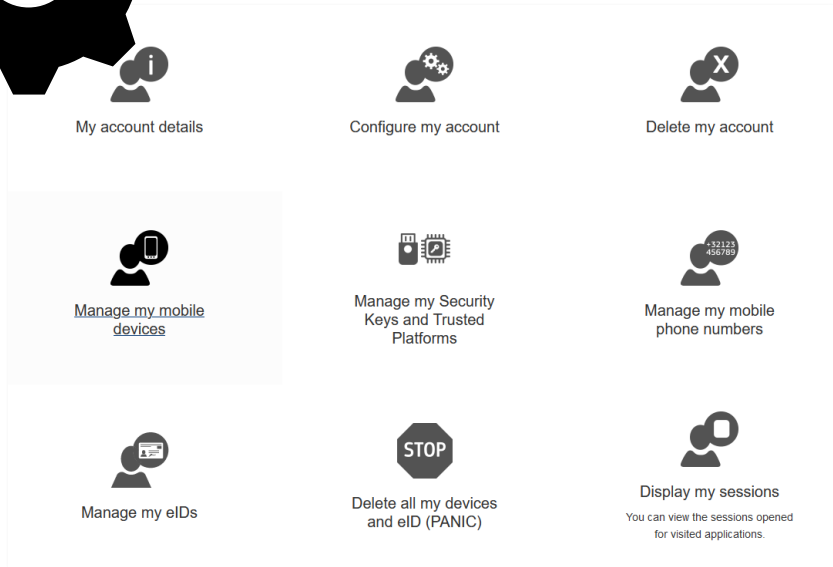 i
X
My account details
Configure my account
Delete my account
+32123
456789
Manage my mobile
devices
Manage my Security
Keys and Trusted
Platforms
Manage my mobile
phone numbers
STOP
Manage my eIDs
Delete all my devices
and eID (PANIC)
Display my sessions
You can view the sessions opened
for visited applications.